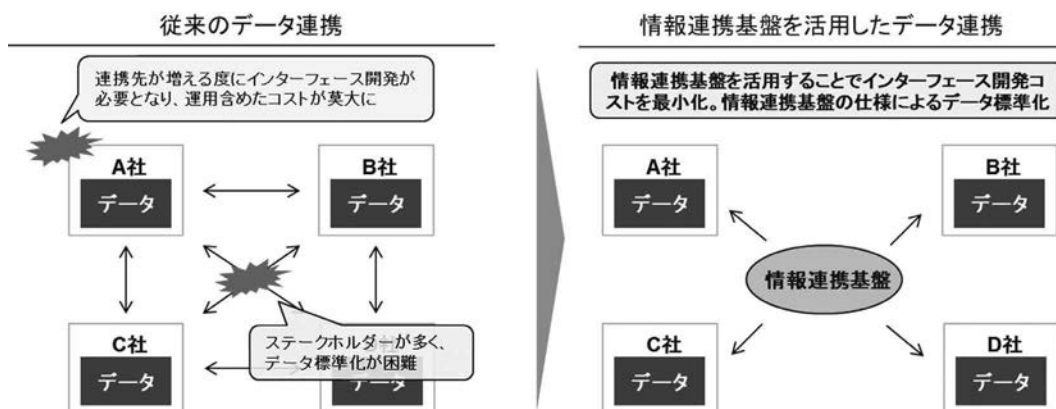 従来のデータ連携
連携先が増える度にインターフェース開発が
必要となり、運用含めたコストが莫大に
A社
データ
B社
データ
C社
データ
データ
ステークホルダーが多く、
データ標準化が困難
情報連携基盤を活用したデータ連携
情報連携基盤を活用することでインターフェース開発コ
ストを最小化。情報連携基盤の仕様によるデータ標準化
A社
データ
B社
データ
情報連携基盤
C社
データ
D社
データ